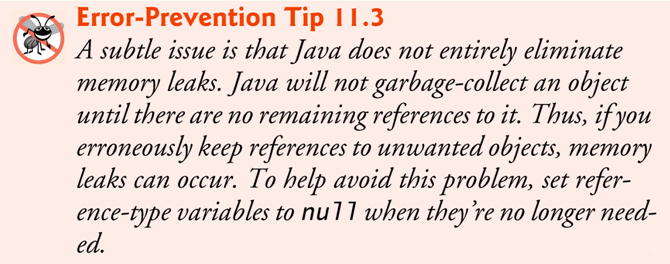 Error-Prevention Tip 11.3
A subtle issue is that Java does not entirely eliminate
memory leaks. Java will not garbage-collect an object
until there are no remaining references to it. Thus, if you
erroneously keep references to unwanted objects, memory
leaks can occur. To help avoid this problem, set refer-
ence-type variables to null when they’re no longer need-
ed.